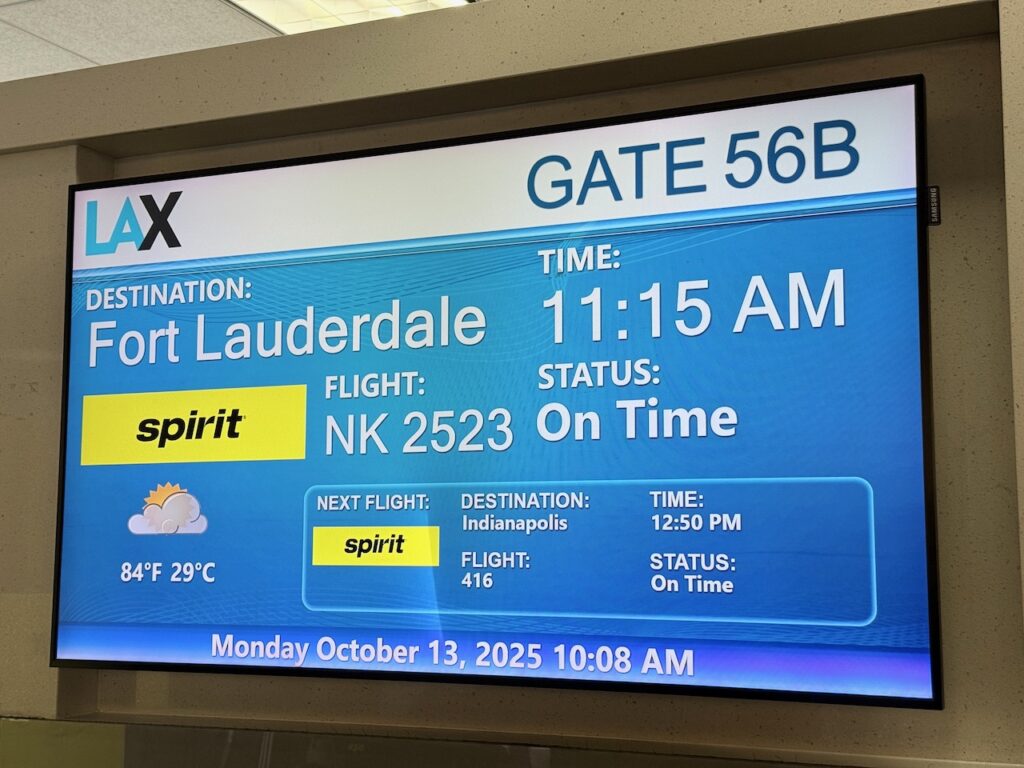 LAX
GATE 56B
SAMSUNG
DESTINATION:
Fort Lauderdale
TIME:
11:15 AM
spirit
FLIGHT:
NK 2523
STATUS:
On Time
84°F 29°C
NEXT FLIGHT:
spirit
DESTINATION:
Indianapolis
TIME:
12:50 PM
FLIGHT:
416
STATUS:
On Time
Monday October 13, 2025 10:08 AM